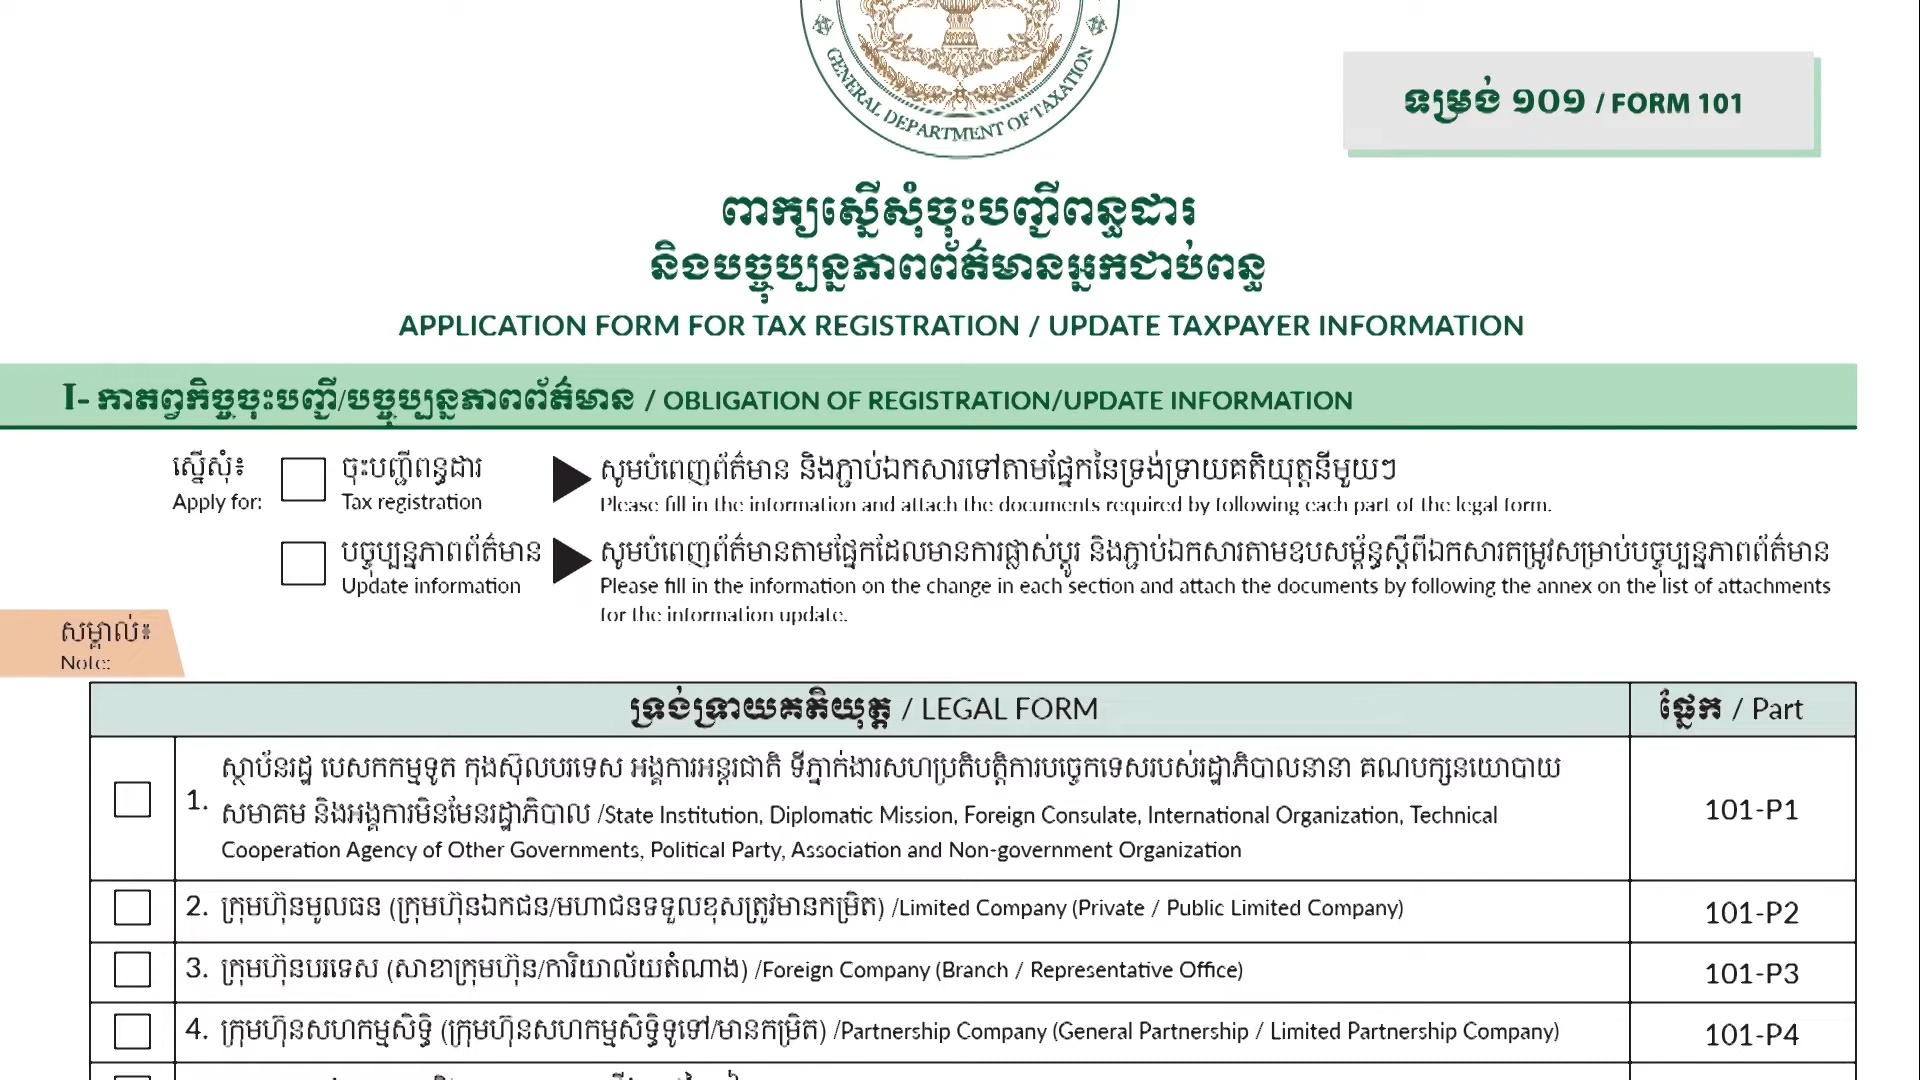 GENERAL DEPARTMENT OF TAXATION
ទម្រង់ ១០១ / FORM 101
ពាក្យស្នើសុំចុះបញ្ជីពន្ធដារ
និងបច្ចុប្បន្នភាពព័ត៌មានអ្នកជាប់ពន្ធ
APPLICATION FORM FOR TAX REGISTRATION / UPDATE TAXPAYER INFORMATION
I- កាតព្វកិច្ចចុះបញ្ជី/បច្ចុប្បន្នភាពព័ត៌មាន / OBLIGATION OF REGISTRATION/UPDATE INFORMATION
ស្នើសុំ៖ ចុះបញ្ជីពន្ធដារ សូមបំពេញព័ត៌មាន និងភ្ជាប់ឯកសារទៅតាមផ្នែកនៃទ្រង់ទ្រាយគតិយុត្តនីមួយៗ
Apply for: Tax registration Please fill in the information and attach the documents required by following each part of the legal form.
បច្ចុប្បន្នភាពព័ត៌មាន សូមបំពេញព័ត៌មានតាមផ្នែកដែលមានការផ្លាស់ប្តូរ និងភ្ជាប់ឯកសារតាមឧបសម្ព័ន្ធស្តីពីឯកសារតម្រូវសម្រាប់បច្ចុប្បន្នភាពព័ត៌មាន
Update information Please fill in the information on the change in each section and attach the documents by following the annex on the list of attachments
for the information update.
សម្គាល់៖
Note:
ទ្រង់ទ្រាយគតិយុត្ត / LEGAL FORM ផ្នែក / Part
1. ស្ថាប័នរដ្ឋ បេសកកម្មទូត កុងស៊ុលបរទេស អង្គការអន្តរជាតិ ទីភ្នាក់ងារសហប្រតិបត្តិការបច្ចេកទេសរបស់រដ្ឋាភិបាលនានា គណបក្សនយោបាយ
សមាគម និងអង្គការមិនមែនរដ្ឋាភិបាល /State Institution, Diplomatic Mission, Foreign Consulate, International Organization, Technical
Cooperation Agency of Other Governments, Political Party, Association and Non-government Organization
101-P1
2. ក្រុមហ៊ុនមូលធន (ក្រុមហ៊ុនឯកជន/មហាជនទទួលខុសត្រូវមានកម្រិត) /Limited Company (Private / Public Limited Company) 101-P2
3. ក្រុមហ៊ុនបរទេស (សាខាក្រុមហ៊ុន/ការិយាល័យតំណាង) /Foreign Company (Branch / Representative Office) 101-P3
4. ក្រុមហ៊ុនសហកម្មសិទ្ធិ (ក្រុមហ៊ុនសហកម្មសិទ្ធិទូទៅ/មានកម្រិត) /Partnership Company (General Partnership / Limited Partnership Company) 101-P4